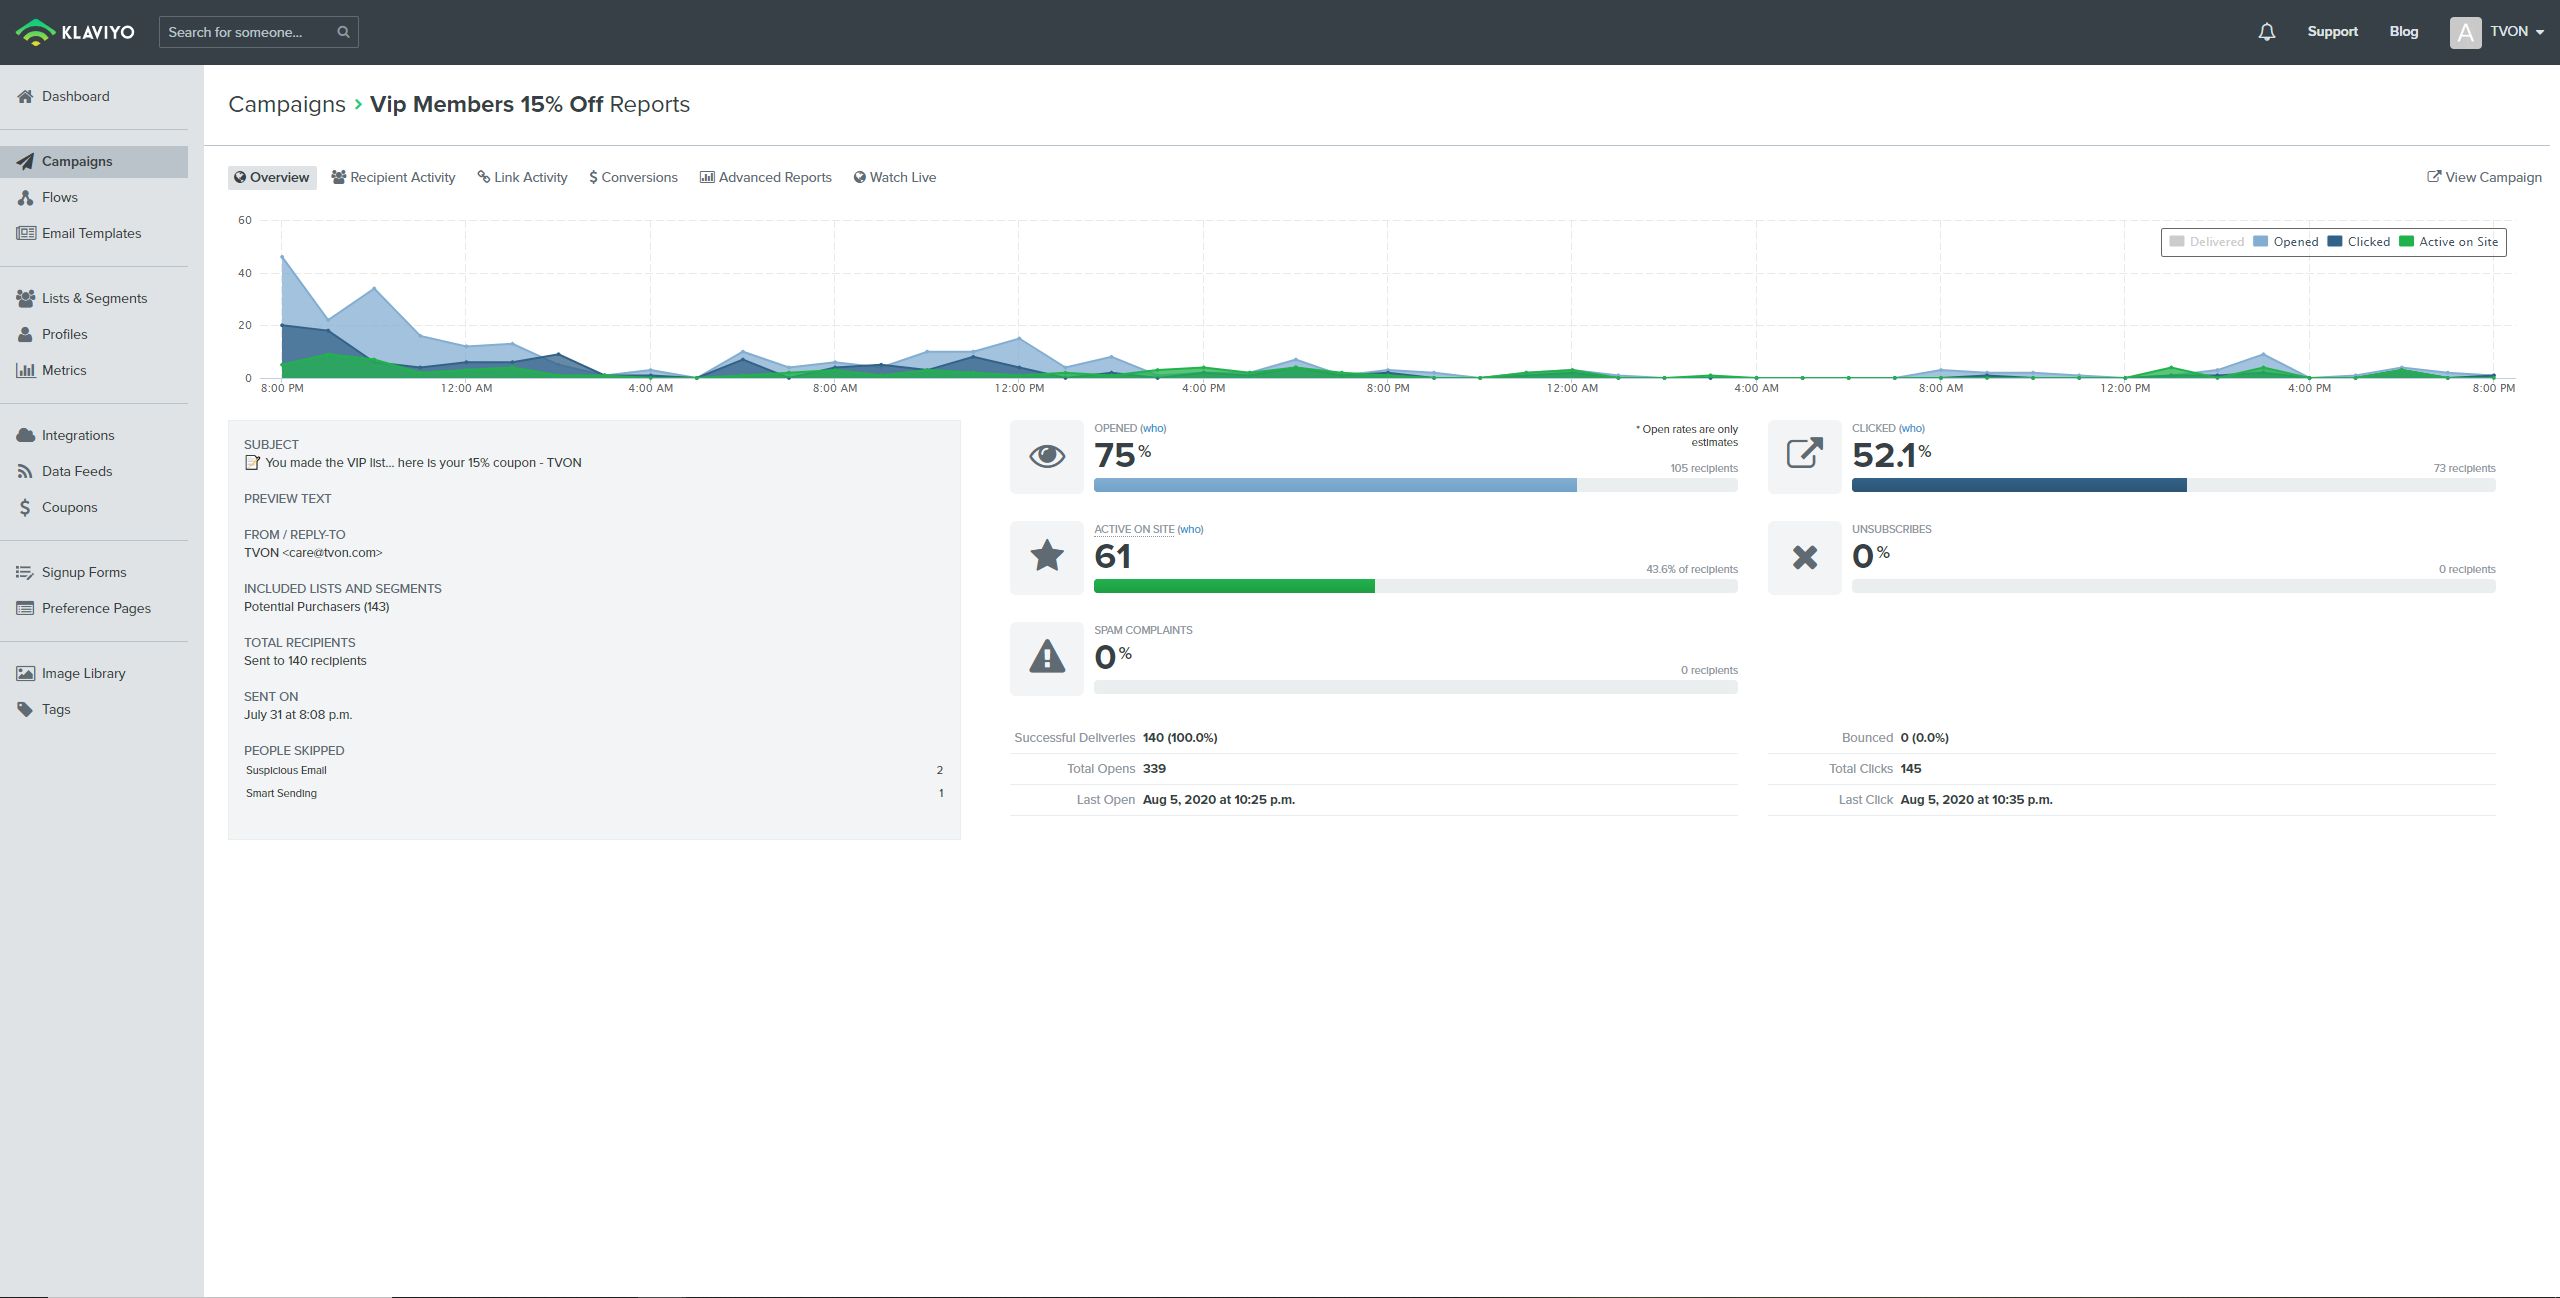 KLAVIYO
Search for someone...
Support
Blog
A
TVON
Dashboard
Campaigns
Flows
Email Templates
Lists & Segments
Profiles
Metrics
Integrations
Data Feeds
Coupons
Signup Forms
Preference Pages
Image Library
Tags
Campaigns › Vip Members 15% Off Reports
Overview
Recipient Activity
Link Activity
$ Conversions
Advanced Reports
Watch Live
View Campaign
60
40
20
0
Delivered
Opened
Clicked
Active on Site
8:00 PM
12:00 AM
4:00 AM
8:00 AM
12:00 PM
4:00 PM
8:00 PM
12:00 AM
4:00 AM
8:00 AM
12:00 PM
4:00 PM
8:00 PM
SUBJECT
📝 You made the VIP list... here is your 15% coupon - TVON
PREVIEW TEXT
FROM / REPLY-TO
TVON <care@tvon.com>
INCLUDED LISTS AND SEGMENTS
Potential Purchasers (143)
TOTAL RECIPIENTS
Sent to 140 recipients
SENT ON
July 31 at 8:08 p.m.
PEOPLE SKIPPED
Suspicious Email 2
Smart Sending 1
OPENED (who)
75%
* Open rates are only
estimates
105 recipients
CLICKED (who)
52.1%
73 recipients
ACTIVE ON SITE (who)
61
43.6% of recipients
UNSUBSCRIBES
0%
0 recipients
SPAM COMPLAINTS
0%
0 recipients
Successful Deliveries 140 (100.0%)
Total Opens 339
Last Open Aug 5, 2020 at 10:25 p.m.
Bounced 0 (0.0%)
Total Clicks 145
Last Click Aug 5, 2020 at 10:35 p.m.